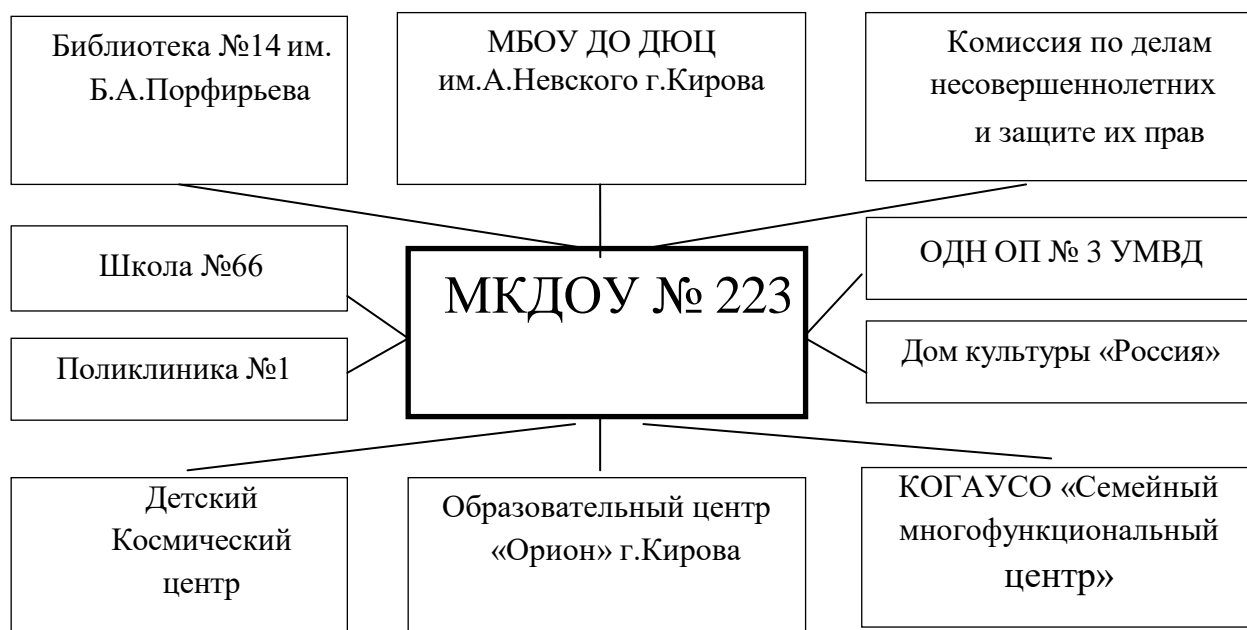 Библиотека №14 им.
Б.А.Порфирьева
МБОУ ДО ДЮЦ
им.А.Невского г.Кирова
Комиссия по делам
несовершеннолетних
и защите их прав
Школа №66
МКДОУ № 223
ОДН ОП № 3 УМВД
Поликлиника №1
Дом культуры «Россия»
Детский
Космический
центр
Образовательный центр
«Орион» г.Кирова
КОГАУСО «Семейный
многофункциональный
центр»